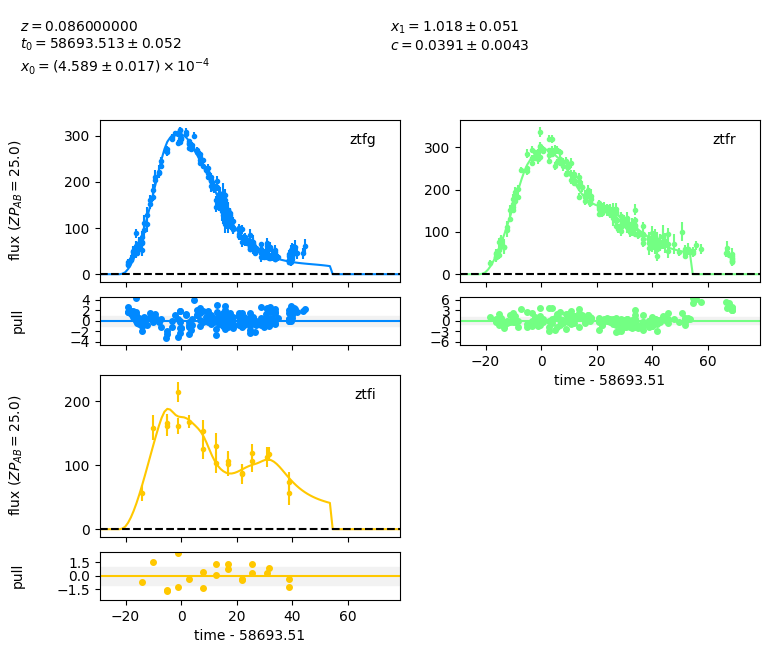 z = 0.086000000
t₀ = 58693.513 ± 0.052
x₀ = (4.589 ± 0.017) × 10⁻⁴
x₁ = 1.018 ± 0.051
c = 0.0391 ± 0.0043
flux (ZP_AB = 25.0)
300
200
100
0
ztfg
pull
4
2
0
−2
−4
300
200
100
0
ztfr
6
3
0
−3
−6
−20 0 20 40 60
time - 58693.51
flux (ZP_AB = 25.0)
200
100
0
ztfi
pull
1.5
0.0
−1.5
−20 0 20 40 60
time - 58693.51